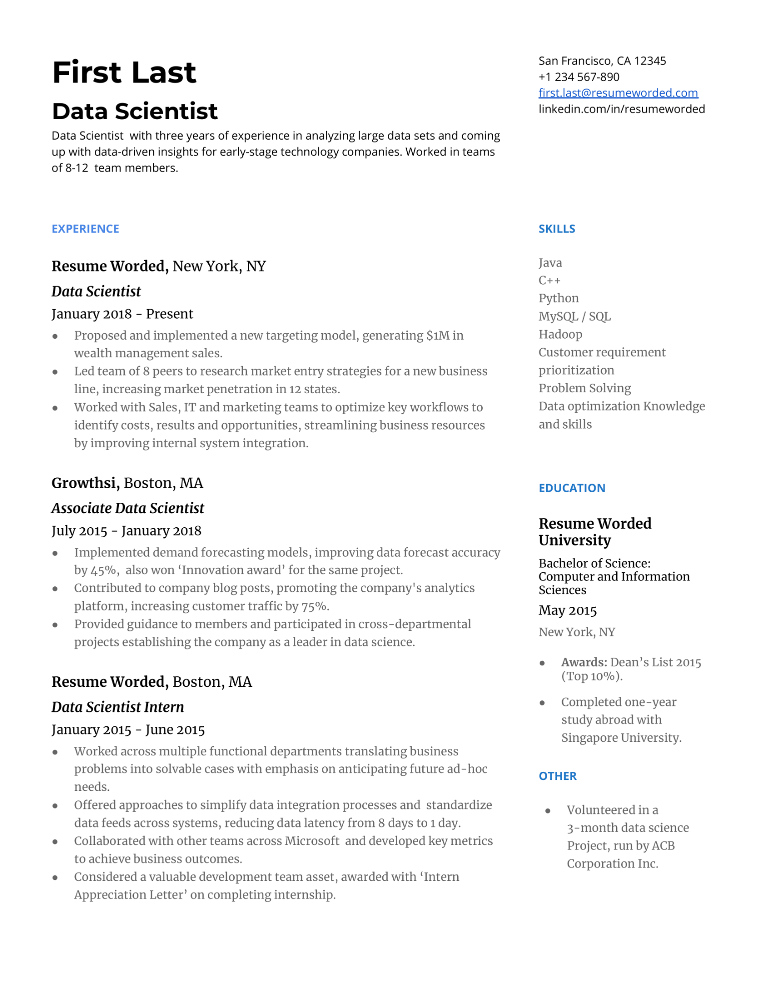 First Last
Data Scientist
Data Scientist  with three years of experience in analyzing large data sets and coming
up with data-driven insights for early-stage technology companies. Worked in teams
of 8-12  team members.
San Francisco, CA 12345
+1 234 567-890
first.last@resumeworded.com
linkedin.com/in/resumeworded
EXPERIENCE
Resume Worded, New York, NY
Data Scientist
January 2018 - Present
● Proposed and implemented a new targeting model, generating $1M in
wealth management sales.
● Led team of 8 peers to research market entry strategies for a new business
line, increasing market penetration in 12 states.
● Worked with Sales, IT and marketing teams to optimize key workflows to
identify costs, results and opportunities, streamlining business resources
by improving internal system integration.
Growthsi, Boston, MA
Associate Data Scientist
July 2015 - January 2018
● Implemented demand forecasting models, improving data forecast accuracy
by 45%,  also won ‘Innovation award’ for the same project.
● Contributed to company blog posts, promoting the company's analytics
platform, increasing customer traffic by 75%.
● Provided guidance to members and participated in cross-departmental
projects establishing the company as a leader in data science.
Resume Worded, Boston, MA
Data Scientist Intern
January 2015 - June 2015
● Worked across multiple functional departments translating business
problems into solvable cases with emphasis on anticipating future ad-hoc
needs.
● Offered approaches to simplify data integration processes and  standardize
data feeds across systems, reducing data latency from 8 days to 1 day.
● Collaborated with other teams across Microsoft  and developed key metrics
to achieve business outcomes.
● Considered a valuable development team asset, awarded with ‘Intern
Appreciation Letter’ on completing internship.
SKILLS
Java
C++
Python
MySQL / SQL
Hadoop
Customer requirement
prioritization
Problem Solving
Data optimization Knowledge
and skills
EDUCATION
Resume Worded
University
Bachelor of Science:
Computer and Information
Sciences
May 2015
New York, NY
● Awards: Dean’s List 2015
(Top 10%).
● Completed one-year
study abroad with
Singapore University.
OTHER
● Volunteered in a
3-month data science
Project, run by ACB
Corporation Inc.